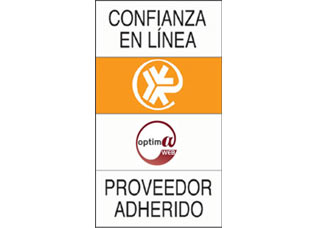 CONFIANZA
EN LÍNEA
optim@
web
PROVEEDOR
ADHERIDO